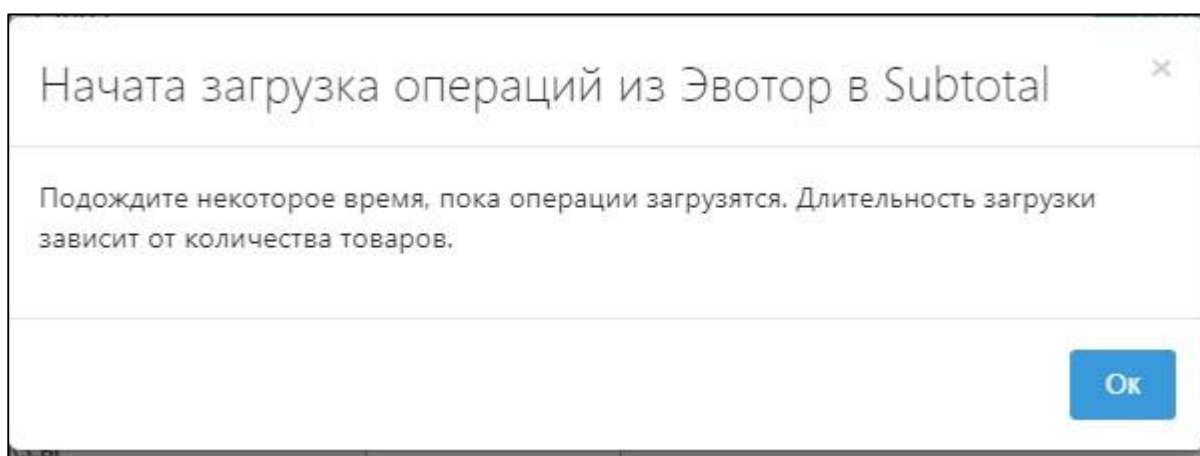 Начата загрузка операций из Эвотор в Subtotal
×
Подождите некоторое время, пока операции загрузятся. Длительность загрузки
зависит от количества товаров.
Ок